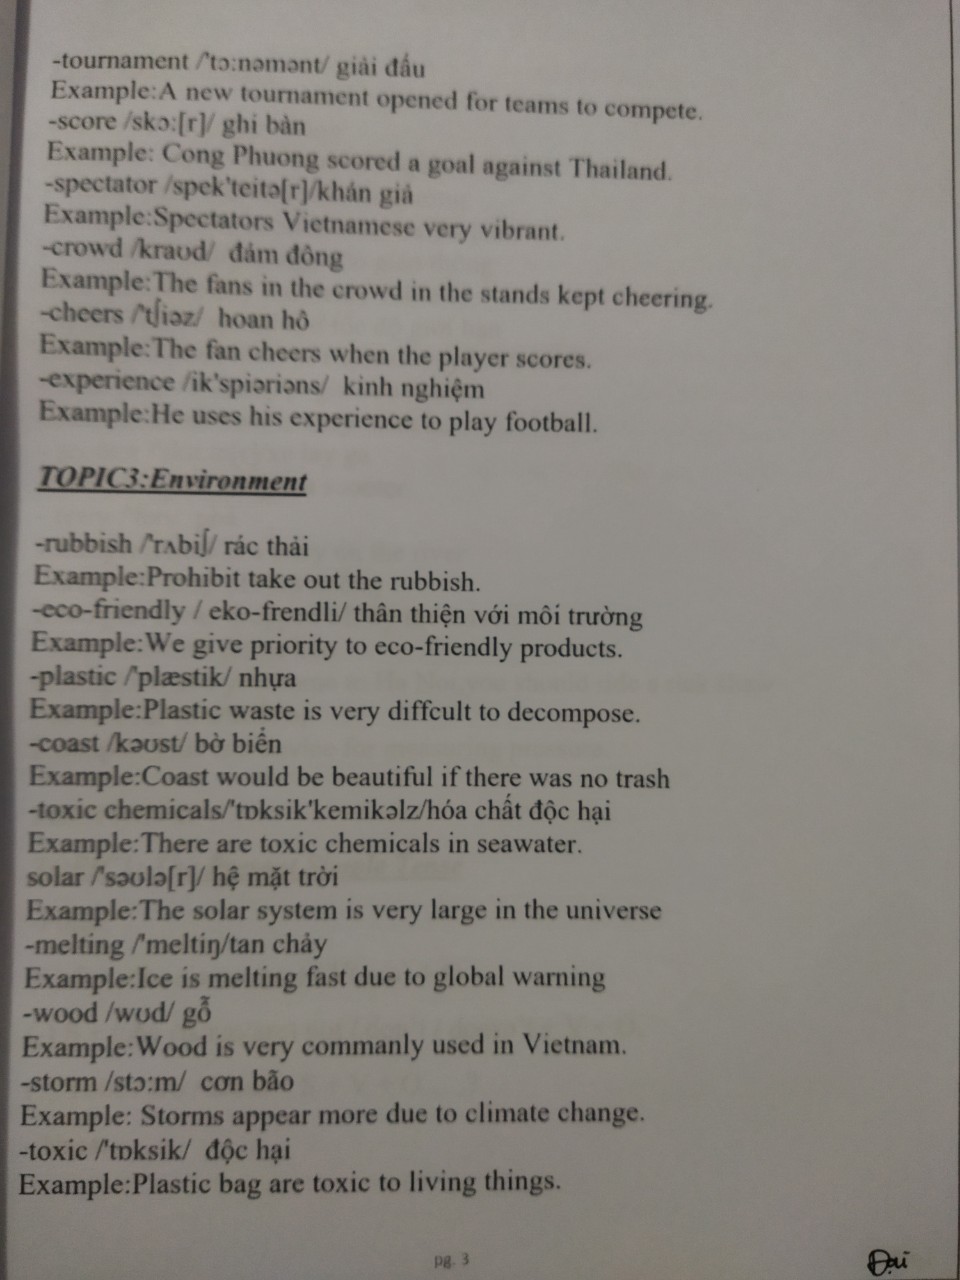 -tournament /'tɔ:nəmənt/ giải đấu
Example:A new tournament opened for teams to compete.
-score /skɔ:[r]/ ghi bàn
Example: Cong Phuong scored a goal against Thailand.
-spectator /spek'teitə[r]/khán giả
Example:Spectators Vietnamese very vibrant.
-crowd /kraʊd/ đám đông
Example:The fans in the crowd in the stands kept cheering.
-cheers /'tʃiəz/ hoan hô
Example:The fan cheers when the player scores.
-experience /ik'spiəriəns/ kinh nghiệm
Example:He uses his experience to play football.
TOPIC3:Environment
-rubbish /'rʌbiʃ/ rác thải
Example:Prohibit take out the rubbish.
-eco-friendly / eko-frendli/ thân thiện với môi trường
Example:We give priority to eco-friendly products.
-plastic /'plæstik/ nhựa
Example:Plastic waste is very diffcult to decompose.
-coast /kəʊst/ bờ biển
Example:Coast would be beautiful if there was no trash
-toxic chemicals/'tɒksik'kemikəlz/hóa chất độc hại
Example:There are toxic chemicals in seawater.
solar /'səʊlə[r]/ hệ mặt trời
Example:The solar system is very large in the universe
-melting /'meltiŋ/tan chảy
Example:Ice is melting fast due to global warning
-wood /wʊd/ gỗ
Example:Wood is very commanly used in Vietnam.
-storm /stɔ:m/ cơn bão
Example: Storms appear more due to climate change.
-toxic /'tɒksik/ độc hại
Example:Plastic bag are toxic to living things.
pg. 3
Đại